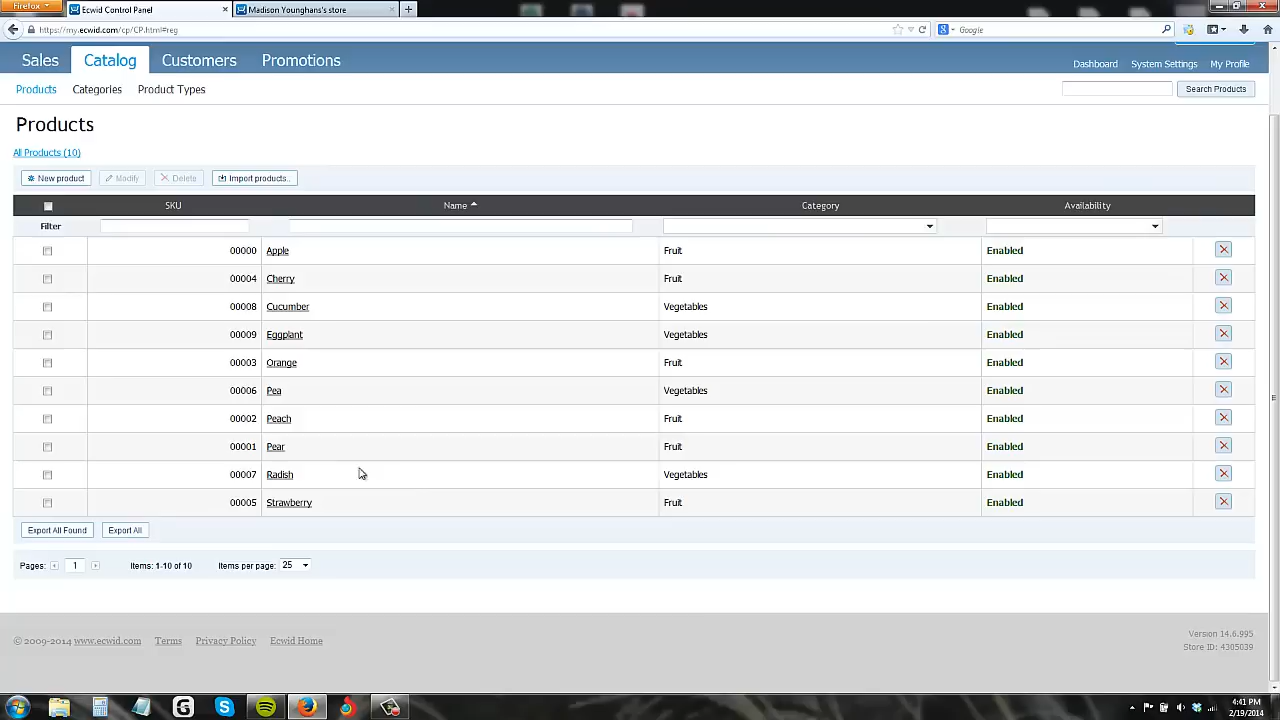 Firefox
Ecwid Control Panel
Madison Younghans's store
https://my.ecwid.com/cp/CP.html#reg
Google
Sales
Catalog
Customers
Promotions
Dashboard
System Settings
My Profile
Products
Categories
Product Types
Search Products
Products
All Products (10)
New product
Modify
Delete
Import products..
SKU
Name
Category
Availability
Filter
00000 Apple Fruit Enabled
00004 Cherry Fruit Enabled
00008 Cucumber Vegetables Enabled
00009 Eggplant Vegetables Enabled
00003 Orange Fruit Enabled
00006 Pea Vegetables Enabled
00002 Peach Fruit Enabled
00001 Pear Fruit Enabled
00007 Radish Vegetables Enabled
00005 Strawberry Fruit Enabled
Export All Found
Export All
Pages: 1
Items: 1-10 of 10
Items per page: 25
© 2009-2014 www.ecwid.com
Terms
Privacy Policy
Ecwid Home
Version 14.6.995
Store ID: 4305039
4:41 PM
2/19/2014